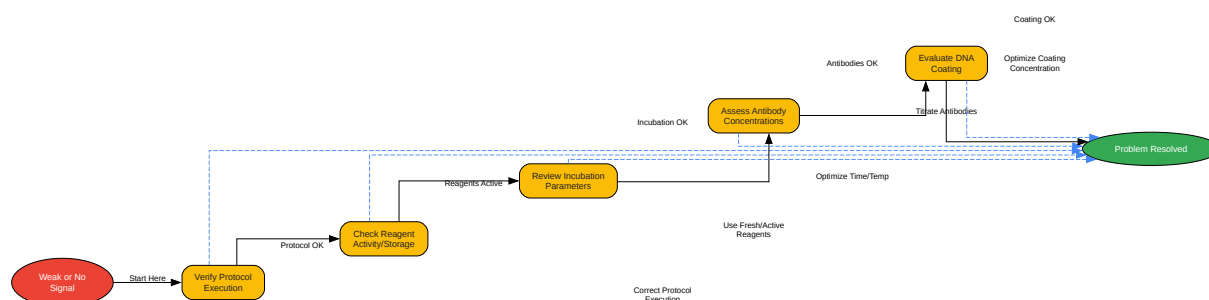 Coating OK
Evaluate DNA
Coating
Antibodies OK
Optimize Coating
Concentration
Assess Antibody
Concentrations
Titrate Antibodies
Incubation OK
Problem Resolved
Review Incubation
Parameters
Reagents Active
Optimize Time/Temp
Check Reagent
Activity/Storage
Use Fresh/Active
Reagents
Protocol OK
Weak or No
Signal
Start Here
Verify Protocol
Execution
Correct Protocol
Execution